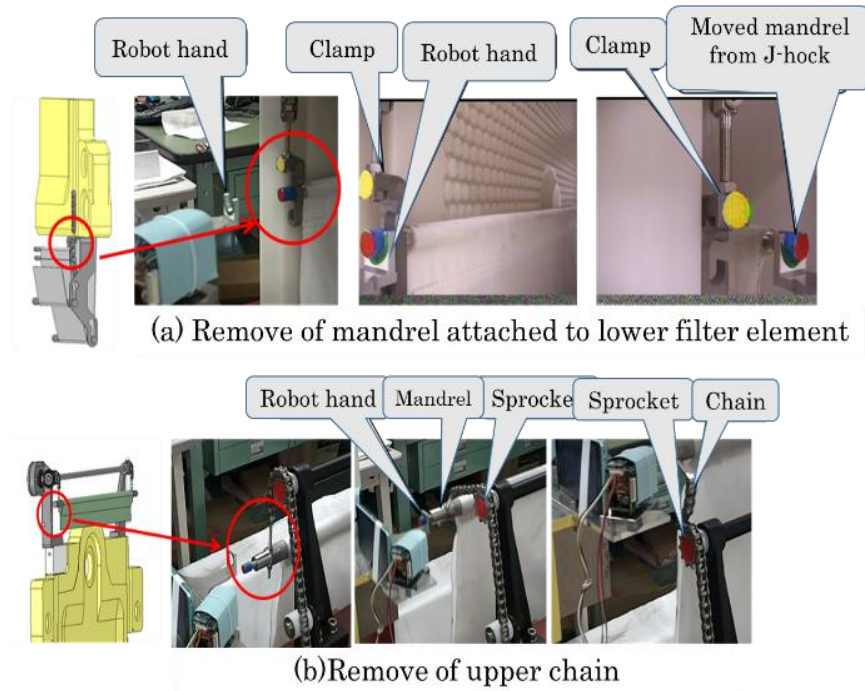 Robot hand
Clamp
Robot hand
Clamp
Moved mandrel
from J-hock
(a) Remove of mandrel attached to lower filter element
Robot hand
Mandrel
Sprocke
Sprocket
Chain
(b)Remove of upper chain